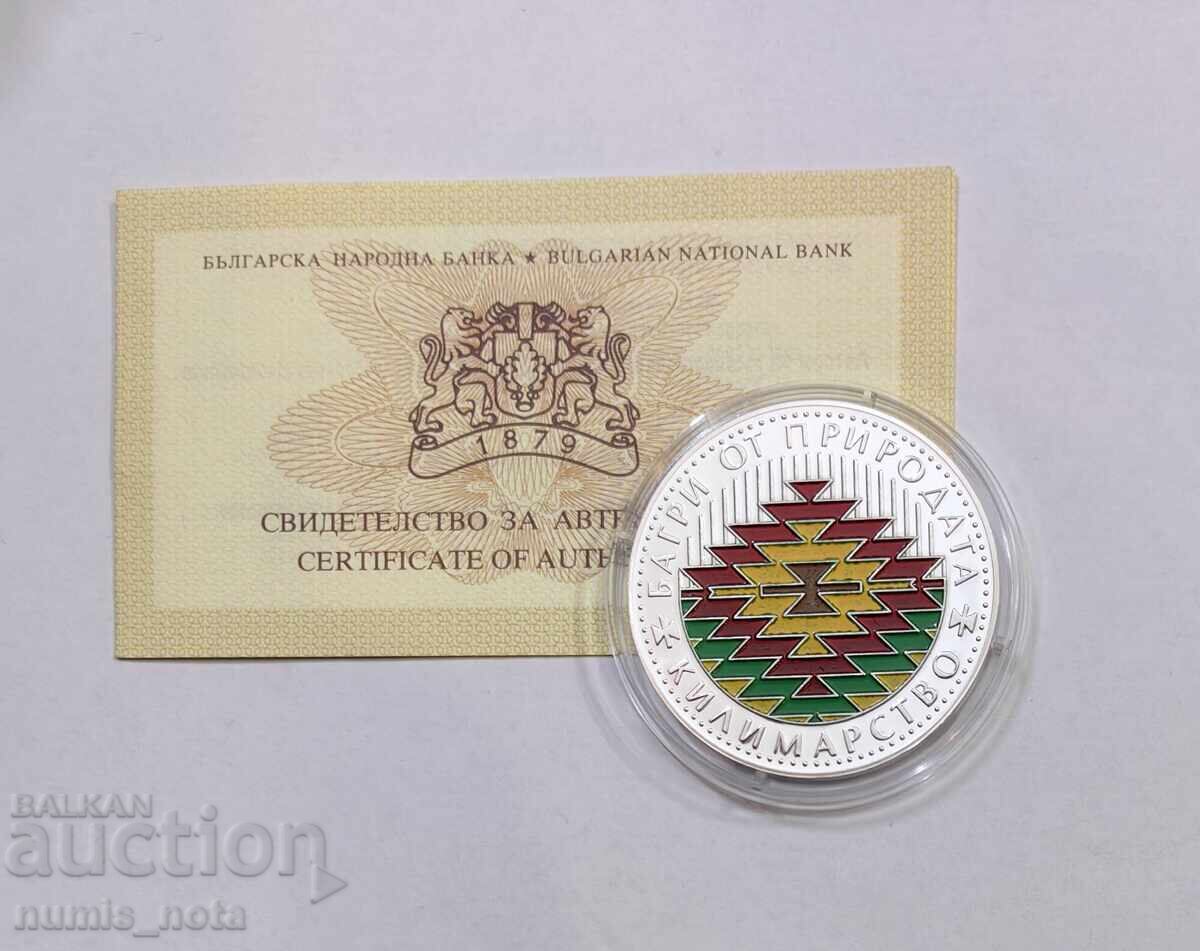 БЪЛГАРСКА НАРОДНА БАНКА ★ BULGARIAN NATIONAL BANK
1879
СВИДЕТЕЛСТВО ЗА АВТ
CERTIFICATE OF AUTHE
БАГРИ ОТ ПРИРОДАТА
КИЛИМАРСТВО
BALKAN
auction
numis_nota